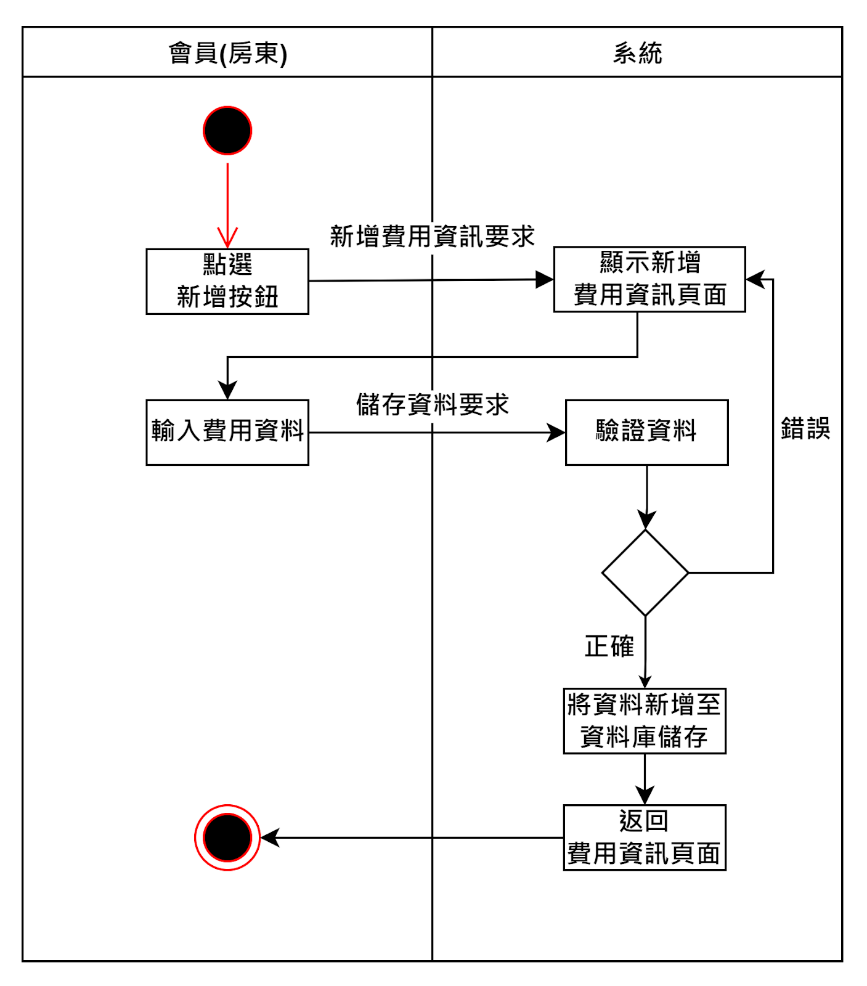 會員(房東)
系統
新增費用資訊要求
點選
新增按鈕
顯示新增
費用資訊頁面
儲存資料要求
輸入費用資料
驗證資料
錯誤
正確
將資料新增至
資料庫儲存
返回
費用資訊頁面